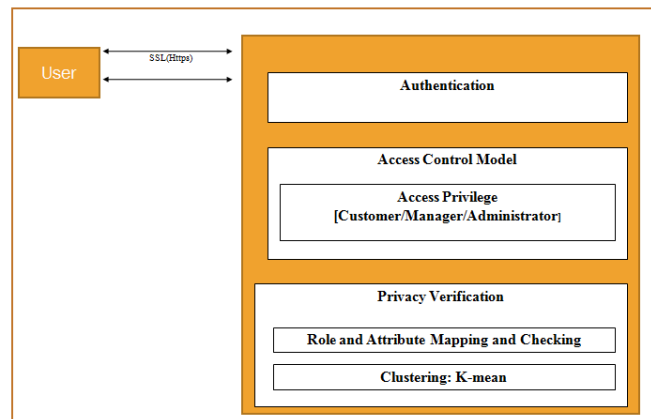 User
SSL(Https)
Authentication
Access Control Model
Access Privilege
[Customer/Manager/Administrator]
Privacy Verification
Role and Attribute Mapping and Checking
Clustering: K-mean